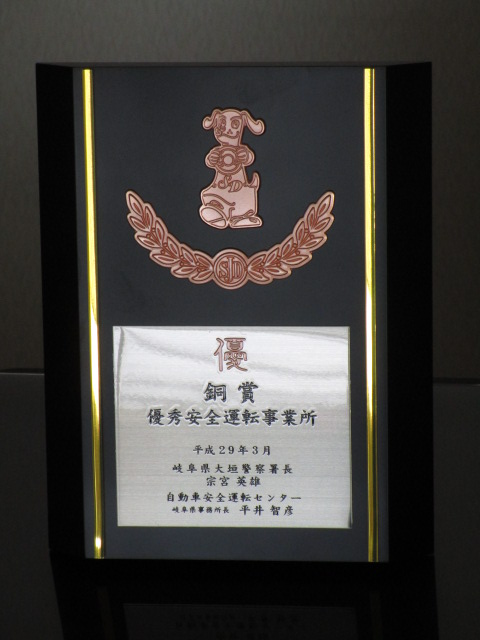 SD
SD
優
銅賞
優秀安全運転事業所
平成29年3月
岐阜県大垣警察署長
宗宮 英雄
自動車安全運転センター
岐阜県事務所長 平井 智彦